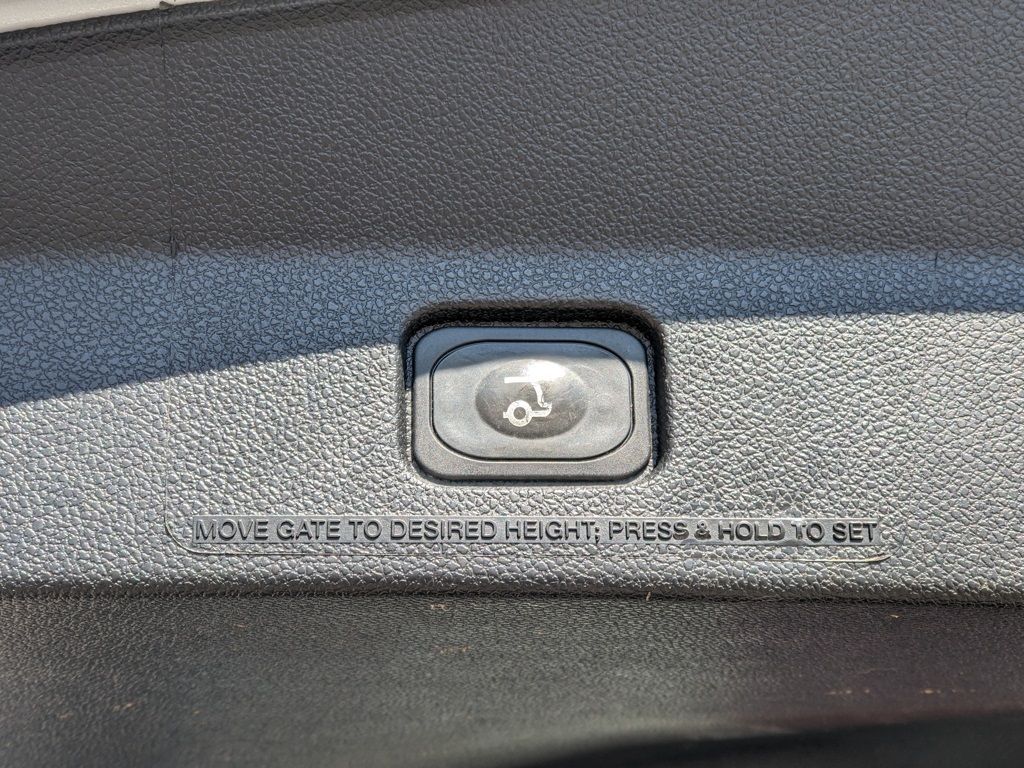 MOVE GATE TO DESIRED HEIGHT; PRESS & HOLD TO SET